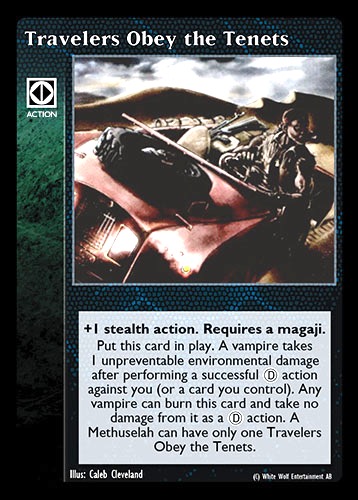 Travelers Obey the Tenets
ACTION
+1 stealth action. Requires a magaji.
Put this card in play. A vampire takes
1 unpreventable environmental damage
after performing a successful Ⓓ action
against you (or a card you control). Any
vampire can burn this card and take no
damage from it as a Ⓓ action. A
Methuselah can have only one Travelers
Obey the Tenets.
Illus: Caleb Cleveland
(C) White Wolf Entertainment AB